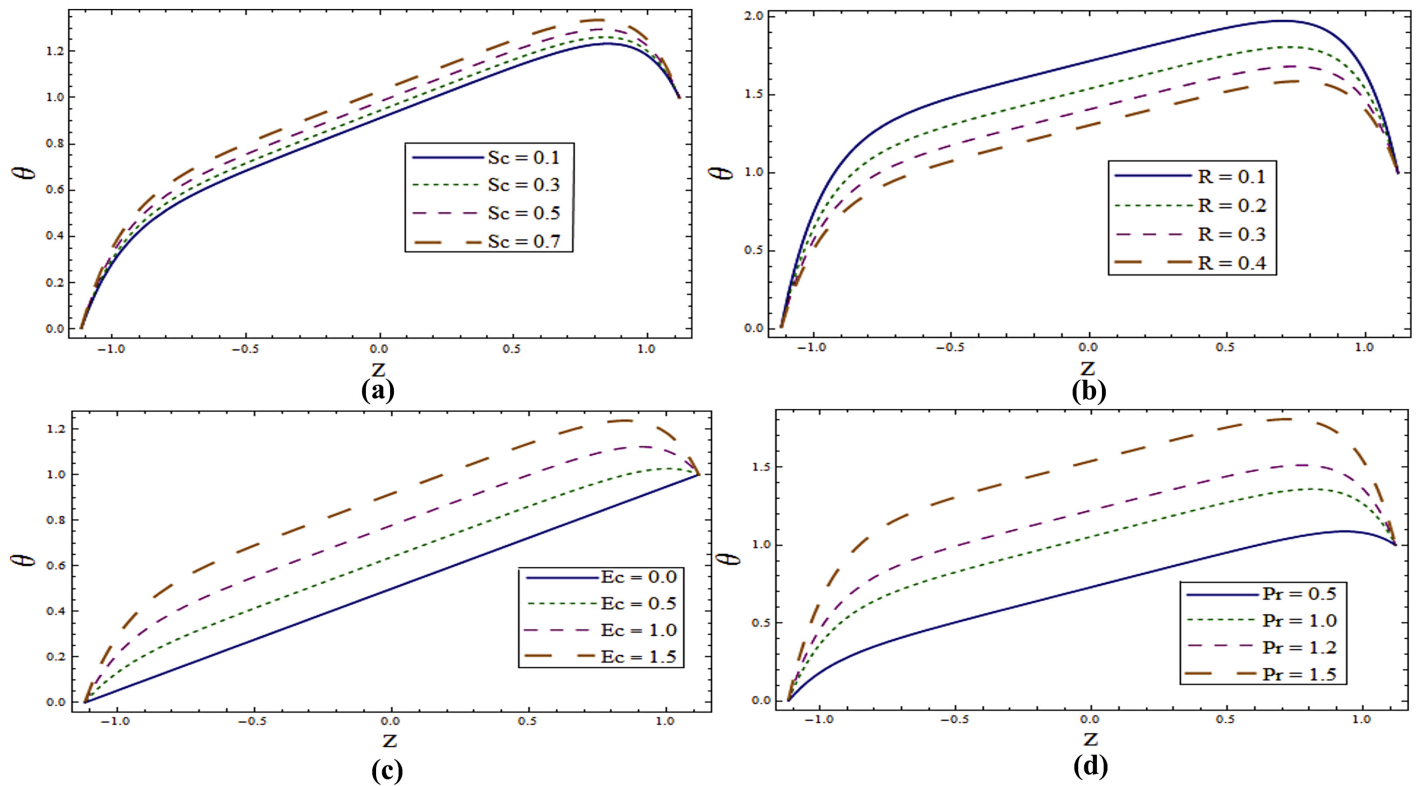 1.2
1.0
0.8
0.6
0.4
0.2
0.0
θ
Sc = 0.1
Sc = 0.3
Sc = 0.5
Sc = 0.7
−1.0 −0.5 0.0 0.5 1.0
z
(a)
2.0
1.5
1.0
0.5
0.0
θ
R = 0.1
R = 0.2
R = 0.3
R = 0.4
−1.0 −0.5 0.0 0.5 1.0
z
(b)
1.2
1.0
0.8
0.6
0.4
0.2
0.0
θ
Ec = 0.0
Ec = 0.5
Ec = 1.0
Ec = 1.5
−1.0 −0.5 0.0 0.5 1.0
z
(c)
1.5
1.0
0.5
0.0
θ
Pr = 0.5
Pr = 1.0
Pr = 1.2
Pr = 1.5
−1.0 −0.5 0.0 0.5 1.0
z
(d)